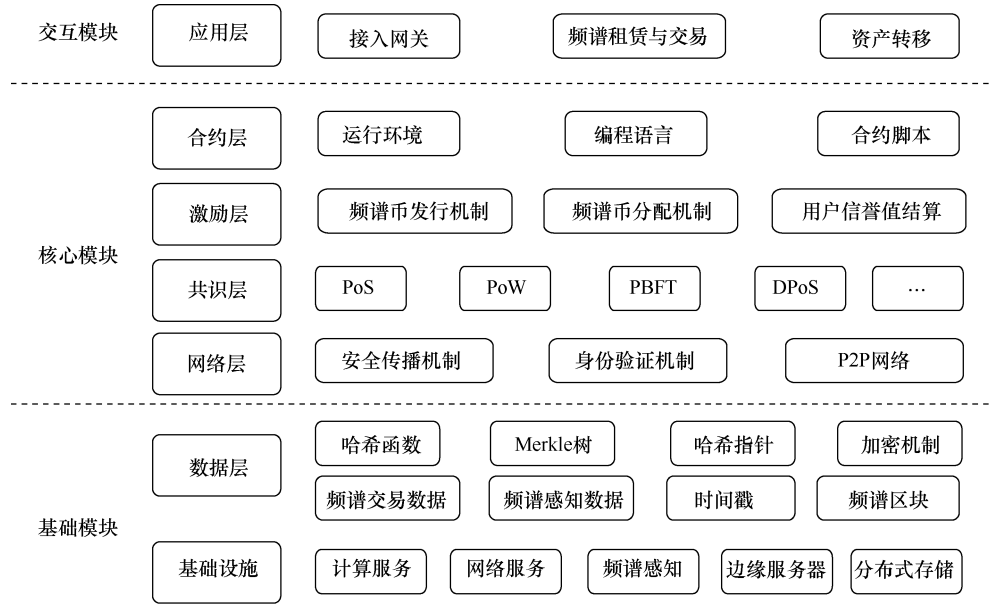 交互模块 应用层 接入网关 频谱租赁与交易 资产转移
合约层 运行环境 编程语言 合约脚本
激励层 频谱币发行机制 频谱币分配机制 用户信誉值结算
核心模块
共识层 PoS PoW PBFT DPoS …
网络层 安全传播机制 身份验证机制 P2P网络
哈希函数 Merkle树 哈希指针 加密机制
数据层
频谱交易数据 频谱感知数据 时间戳 频谱区块
基础模块
基础设施 计算服务 网络服务 频谱感知 边缘服务器 分布式存储